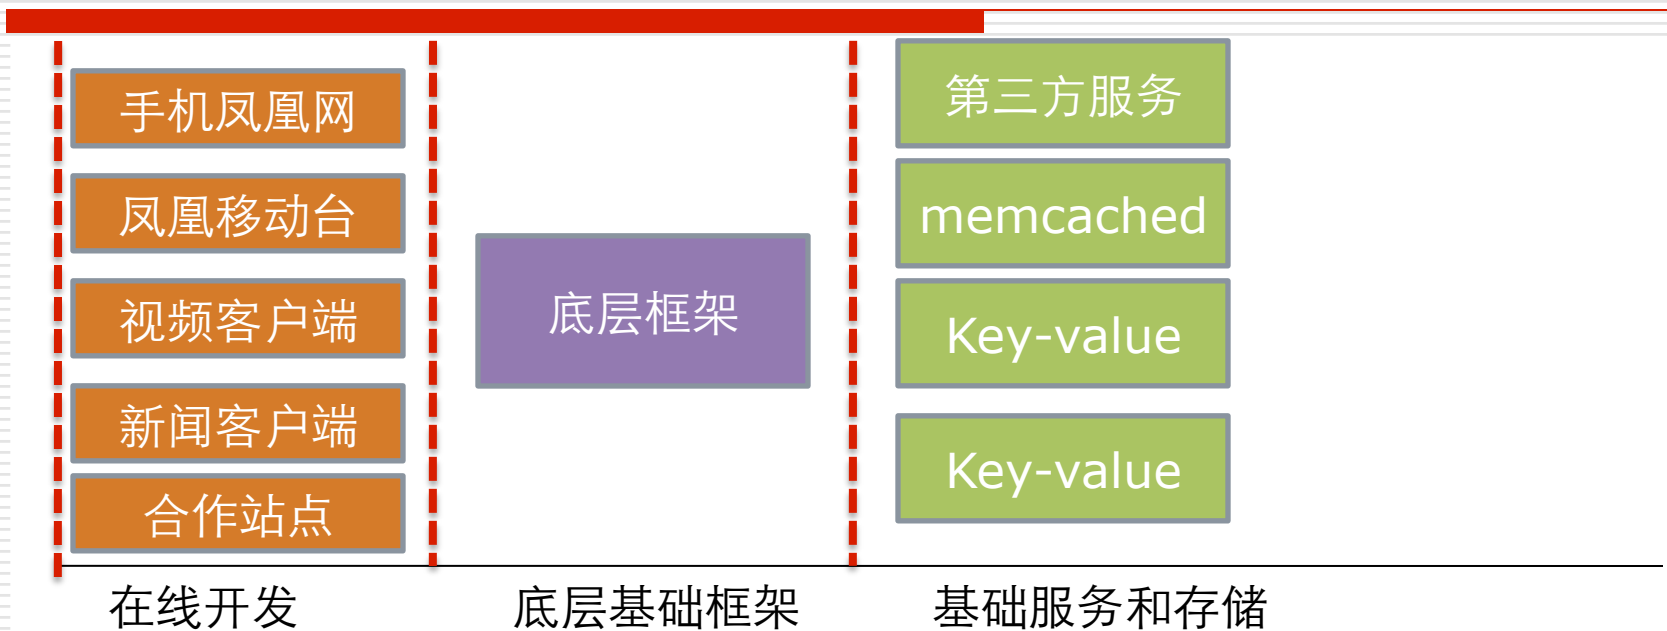 手机凤凰网
凤凰移动台
视频客户端
新闻客户端
合作站点
底层框架
第三方服务
memcached
Key-value
Key-value
在线开发
底层基础框架
基础服务和存储